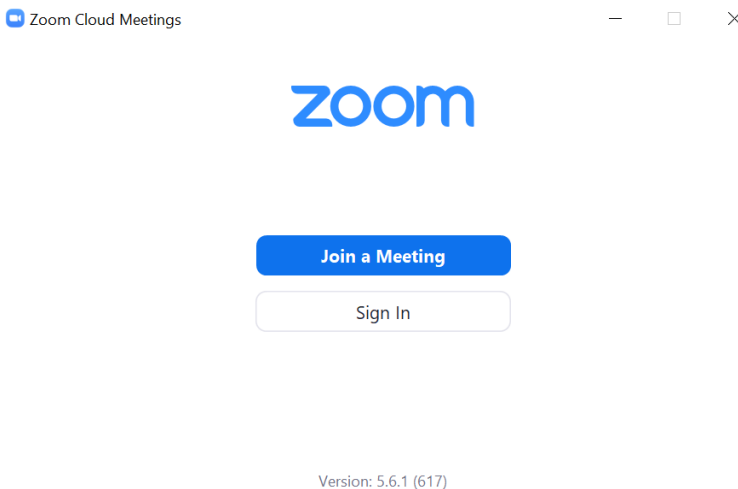 Zoom Cloud Meetings
zoom
Join a Meeting
Sign In
Version: 5.6.1 (617)